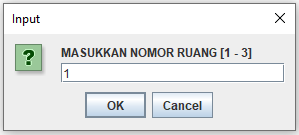 Input
MASUKKAN NOMOR RUANG [1 - 3]
1
OK
Cancel